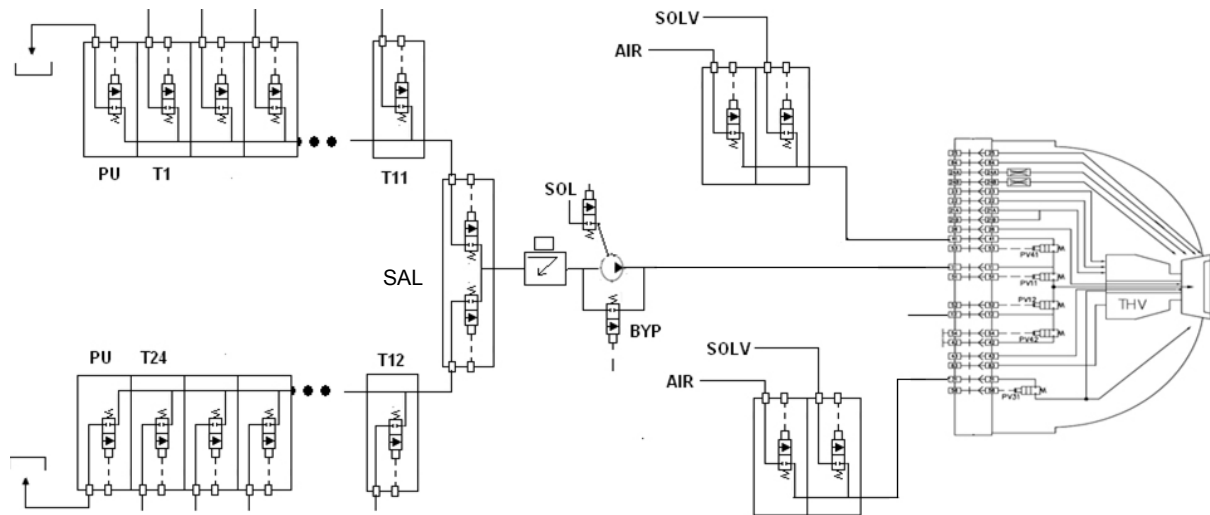 SOLV
AIR
PU T1
T11
SOL
SAL
BYP
PV41
PV11
PV12
THV
PV42
PU T24
T12
SOLV
AIR
PV31